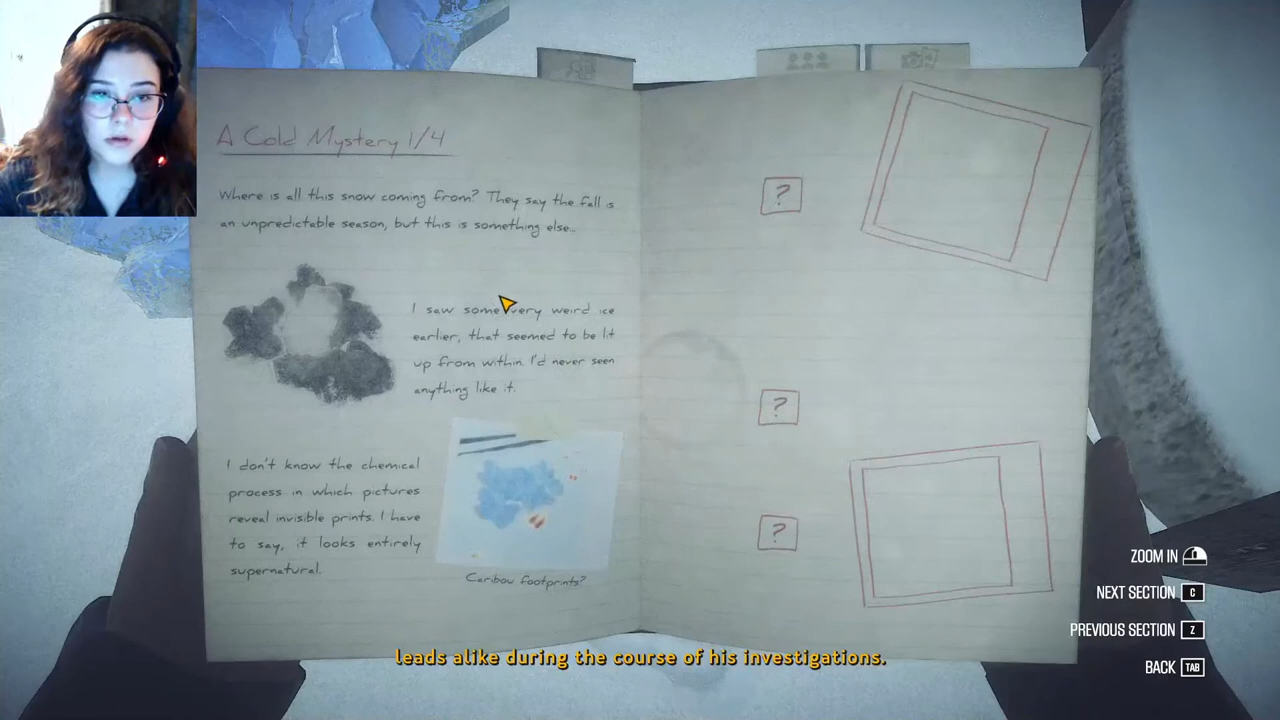 A Cold Mystery 1/4
Where is all this snow coming from? They say the fall is
an unpredictable season, but this is something else..
I saw some very weird ice
earlier, that seemed to be lit
up from within. I'd never seen
anything like it.
I don't know the chemical
process in which pictures
reveal invisible prints. I have
to say, it looks entirely
supernatural.
Caribou footprints?
?
?
?
ZOOM IN
NEXT SECTION C
PREVIOUS SECTION Z
BACK TAB
leads alike during the course of his investigations.